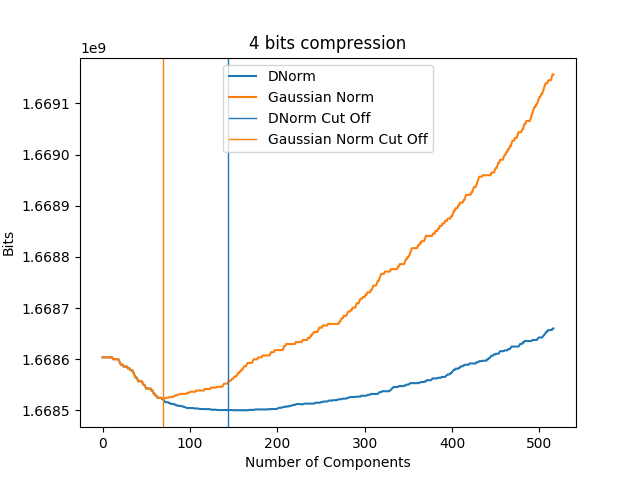 4 bits compression
1e9
DNorm
Gaussian Norm
DNorm Cut Off
Gaussian Norm Cut Off
1.6691
1.6690
1.6689
1.6688
1.6687
1.6686
1.6685
Bits
0 100 200 300 400 500
Number of Components